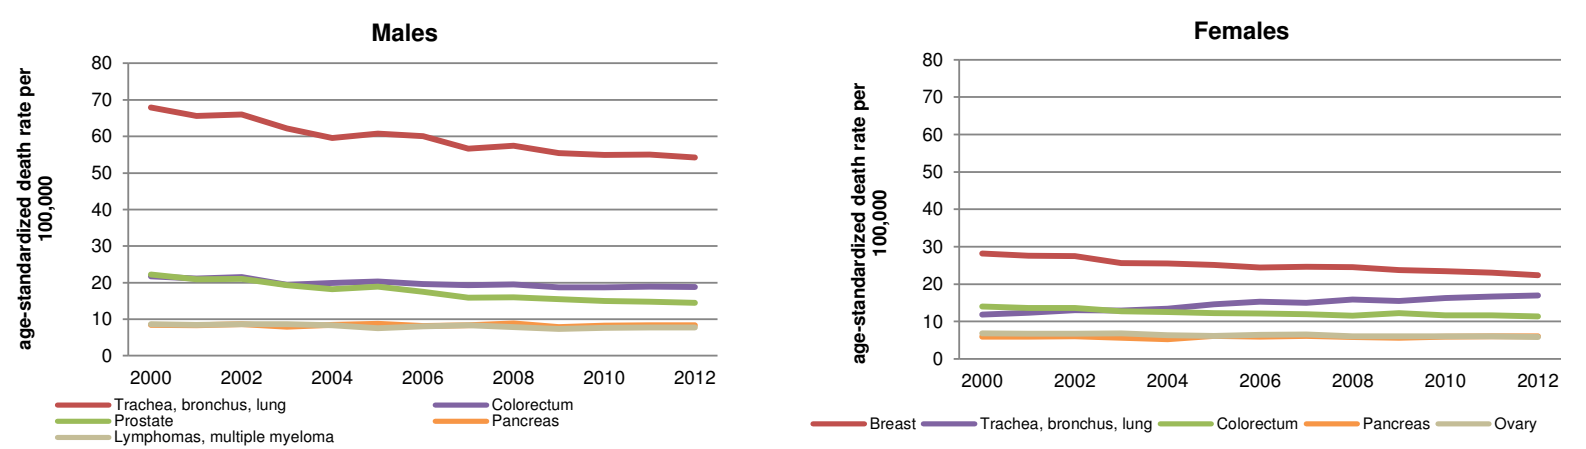 Males
age-standardized death rate per
100,000
80
70
60
50
40
30
20
10
0
2000 2002 2004 2006 2008 2010 2012
Trachea, bronchus, lung Colorectum
Prostate Pancreas
Lymphomas, multiple myeloma
Females
age-standardized death rate per
100,000
80
70
60
50
40
30
20
10
0
2000 2002 2004 2006 2008 2010 2012
Breast Trachea, bronchus, lung Colorectum Pancreas Ovary